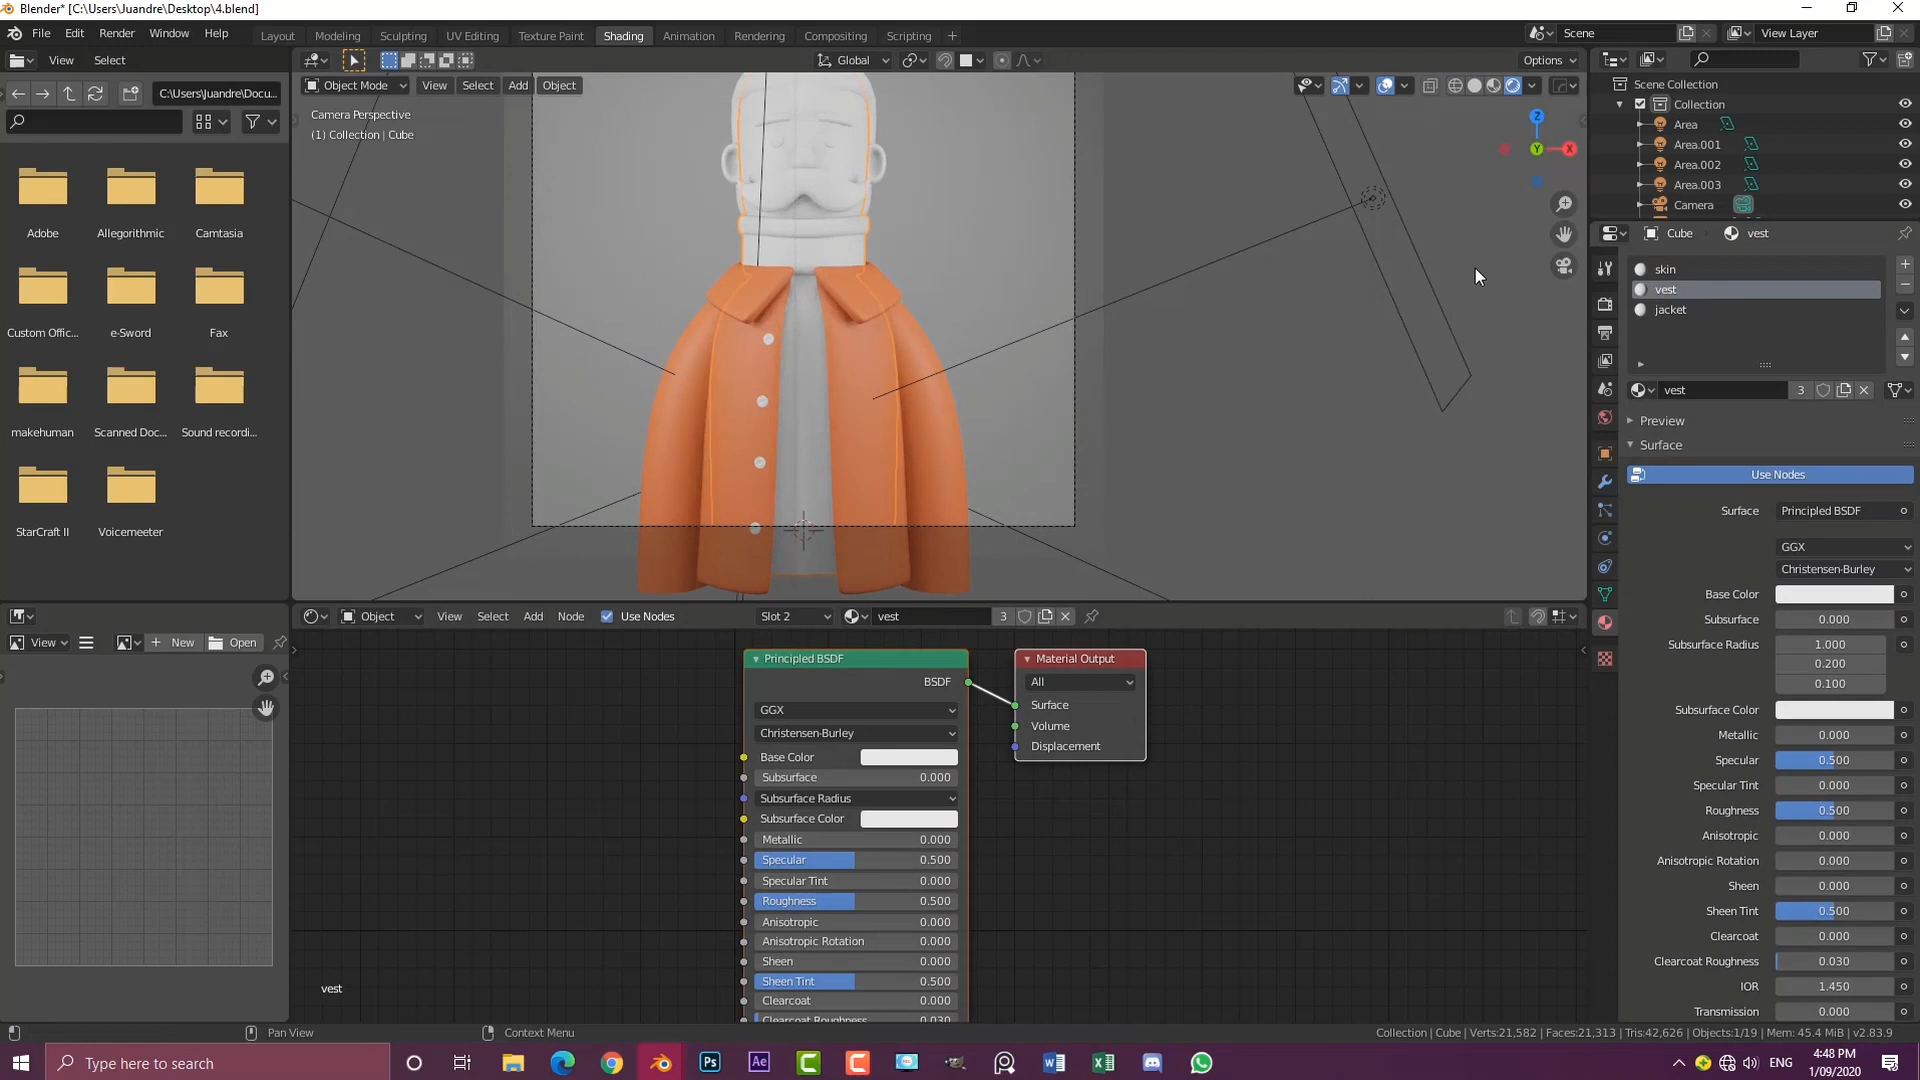 Blender* [C:\Users\Juandre\Desktop\4.blend]
File Edit Render Window Help Layout Modeling Sculpting UV Editing Texture Paint Shading Animation Rendering Compositing Scripting + Scene View Layer
View Select Global Options
C:\Users\Juandre\Docu... Object Mode View Select Add Object
Camera Perspective
(1) Collection | Cube
Z
Y X
Scene Collection
Collection
Area
Area.001
Area.002
Area.003
Camera
Adobe Allegorithmic Camtasia
Custom Offic... e-Sword Fax
makehuman Scanned Doc... Sound recordi...
StarCraft II Voicemeeter
Cube vest
skin
vest
jacket
vest 3
Preview
Surface
Use Nodes
Surface Principled BSDF
GGX
Christensen-Burley
Base Color
Subsurface 0.000
Subsurface Radius 1.000
0.200
0.100
Subsurface Color
Metallic 0.000
Specular 0.500
Specular Tint 0.000
Roughness 0.500
Anisotropic 0.000
Anisotropic Rotation 0.000
Sheen 0.000
Sheen Tint 0.500
Clearcoat 0.000
Clearcoat Roughness 0.030
IOR 1.450
Transmission 0.000
View New Open
Object View Select Add Node Use Nodes Slot 2 vest 3
Principled BSDF
BSDF
GGX
Christensen-Burley
Base Color
Subsurface 0.000
Subsurface Radius
Subsurface Color
Metallic 0.000
Specular 0.500
Specular Tint 0.000
Roughness 0.500
Anisotropic 0.000
Anisotropic Rotation 0.000
Sheen 0.000
Sheen Tint 0.500
Clearcoat 0.000
Clearcoat Roughness 0.030
Material Output
All
Surface
Volume
Displacement
vest
Pan View Context Menu Collection | Cube | Verts:21,582 | Faces:21,313 | Tris:42,626 | Objects:1/19 | Mem: 45.4 MiB | v2.83.9
Type here to search Ps Ae ENG 4:48 PM
1/09/2020